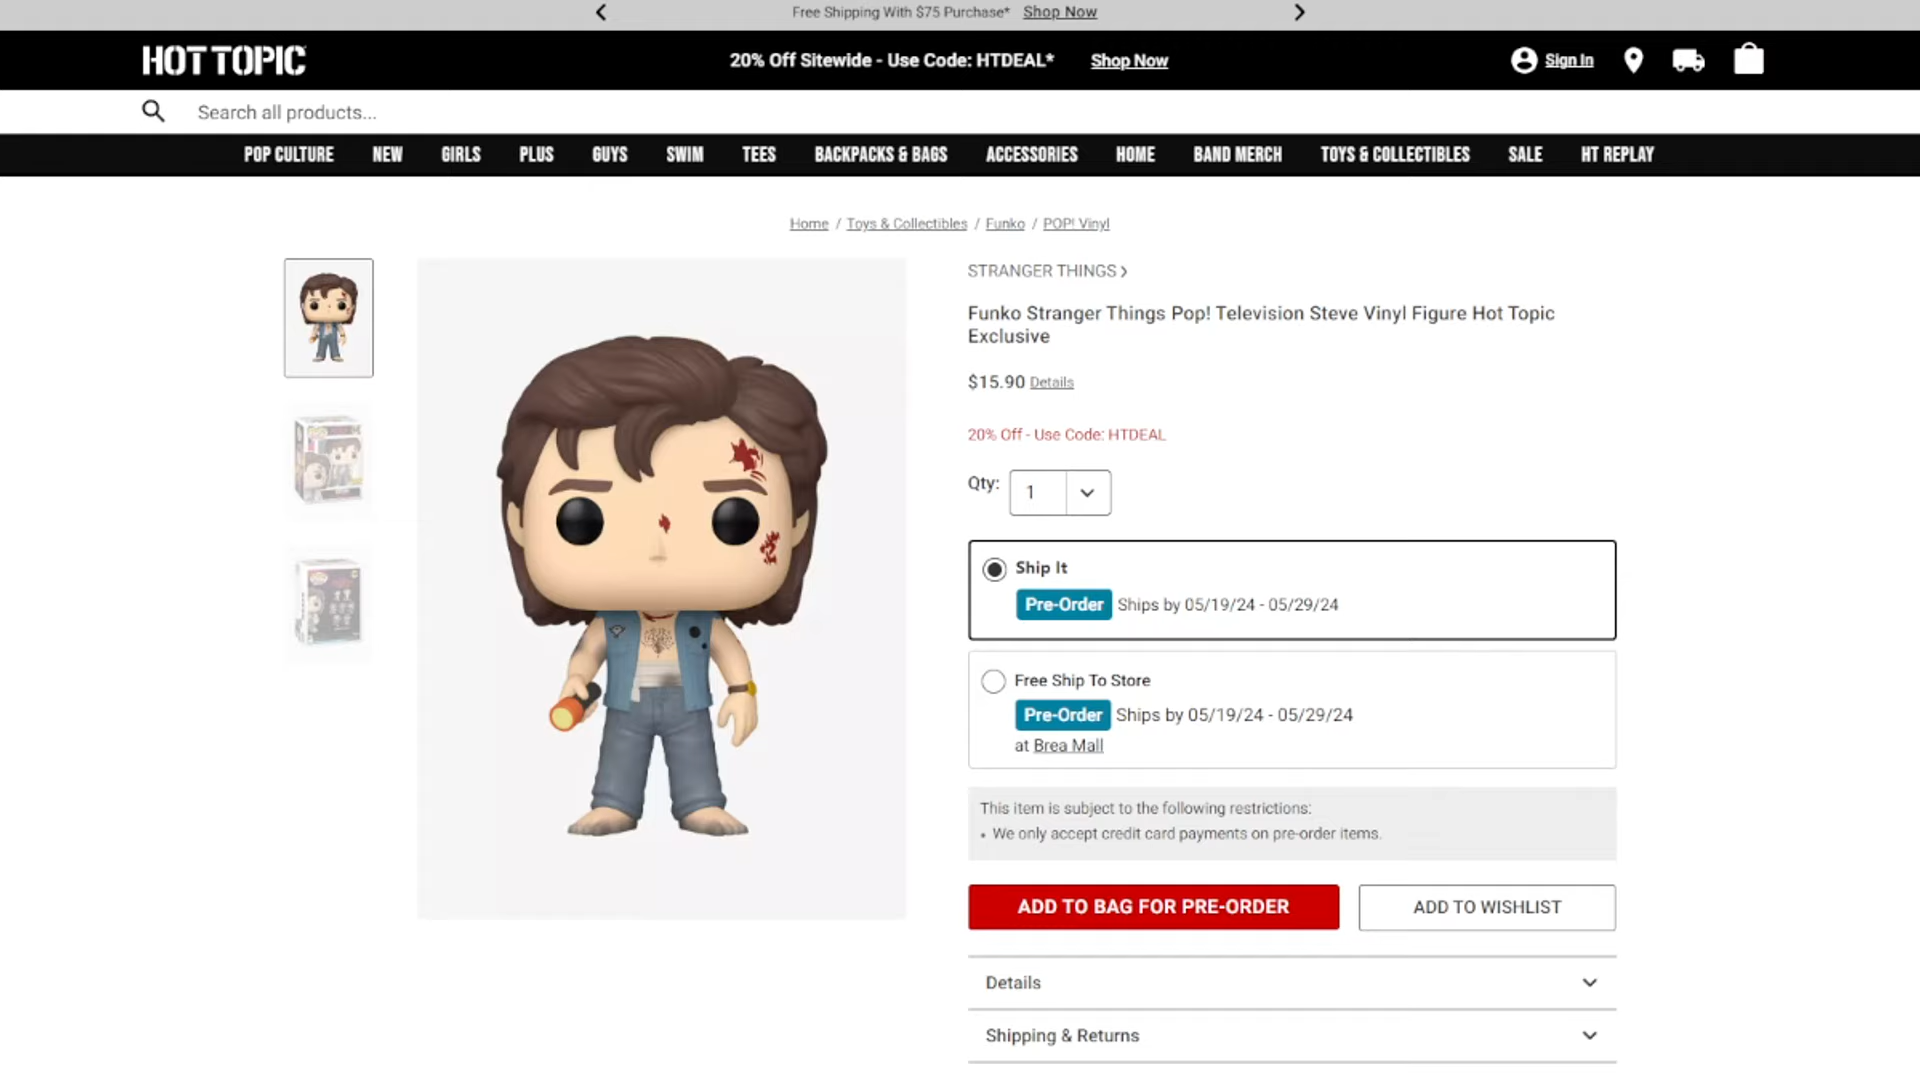 Free Shipping With $75 Purchase* Shop Now
HOT TOPIC
20% Off Sitewide - Use Code: HTDEAL* Shop Now
Sign In
Search all products...
POP CULTURE NEW GIRLS PLUS GUYS SWIM TEES BACKPACKS & BAGS ACCESSORIES HOME BAND MERCH TOYS & COLLECTIBLES SALE HT REPLAY
Home / Toys & Collectibles / Funko / POP! Vinyl
STRANGER THINGS
Funko Stranger Things Pop! Television Steve Vinyl Figure Hot Topic
Exclusive
$15.90 Details
20% Off - Use Code: HTDEAL
Qty: 1
Ship It
Pre-Order Ships by 05/19/24 - 05/29/24
Free Ship To Store
Pre-Order Ships by 05/19/24 - 05/29/24
at Brea Mall
This item is subject to the following restrictions:
• We only accept credit card payments on pre-order items.
ADD TO BAG FOR PRE-ORDER
ADD TO WISHLIST
Details
Shipping & Returns